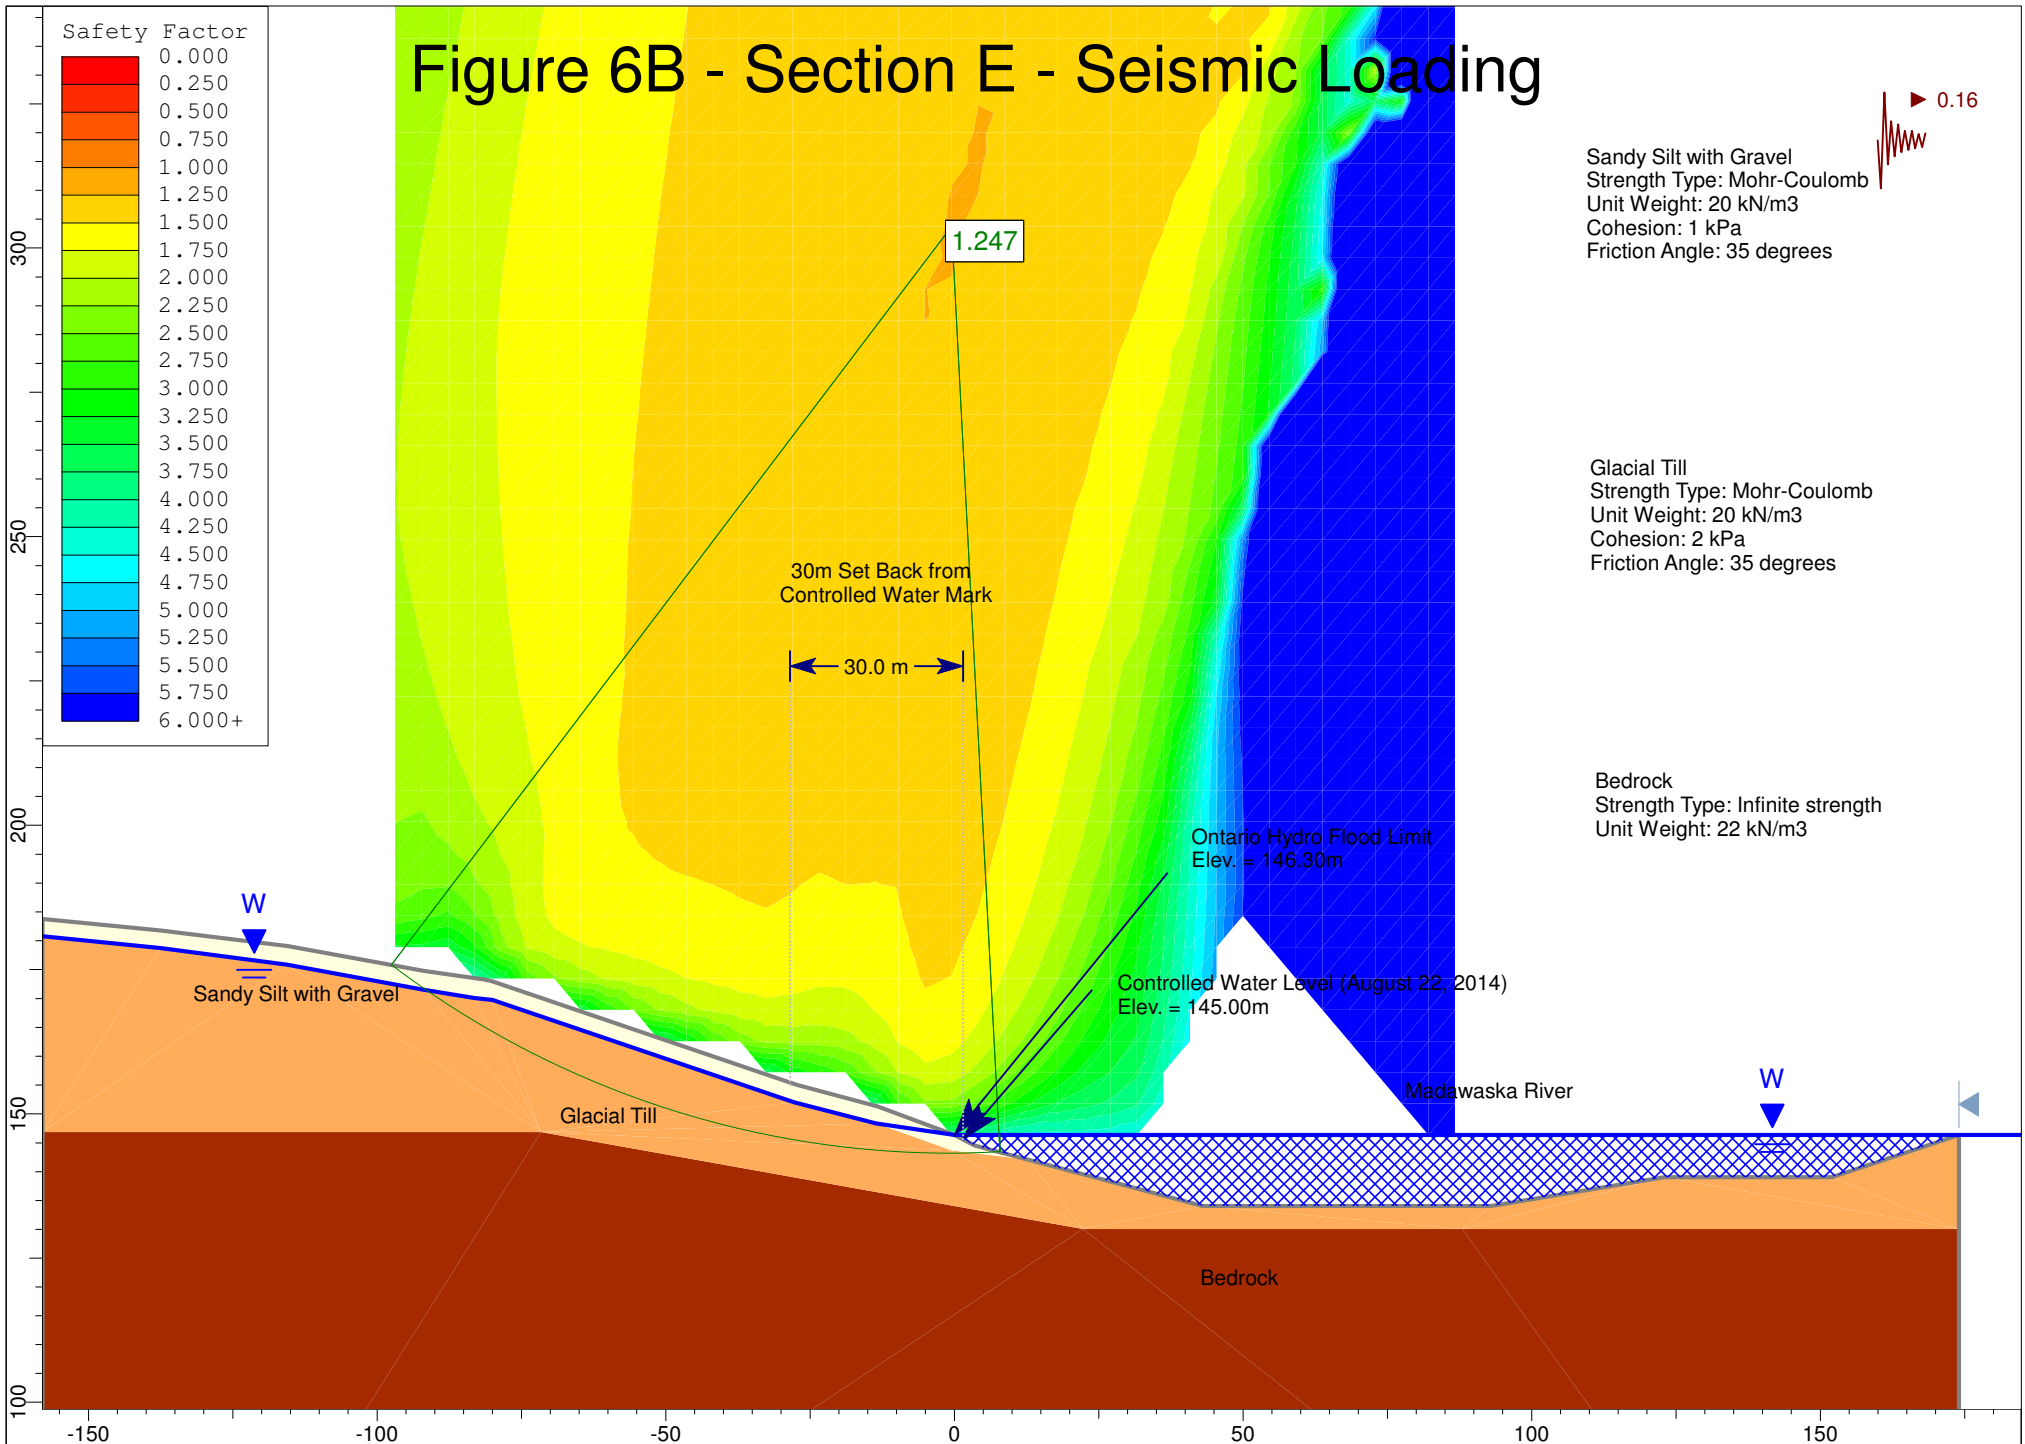 Figure 6B - Section E - Seismic Loading
Safety Factor
0.000
0.250
0.500
0.750
1.000
1.250
1.500
1.750
2.000
2.250
2.500
2.750
3.000
3.250
3.500
3.750
4.000
4.250
4.500
4.750
5.000
5.250
5.500
5.750
6.000+
0.16
Sandy Silt with Gravel
Strength Type: Mohr-Coulomb
Unit Weight: 20 kN/m3
Cohesion: 1 kPa
Friction Angle: 35 degrees
1.247
Glacial Till
Strength Type: Mohr-Coulomb
Unit Weight: 20 kN/m3
Cohesion: 2 kPa
Friction Angle: 35 degrees
30m Set Back from
Controlled Water Mark
30.0 m
Bedrock
Strength Type: Infinite strength
Unit Weight: 22 kN/m3
Ontario Hydro Flood Limit
Elev. = 146.30m
W
Sandy Silt with Gravel
Controlled Water Level (August 22, 2014)
Elev. = 145.00m
Madawaska River
W
Glacial Till
Bedrock
300
250
200
150
100
-150
-100
-50
0
50
100
150